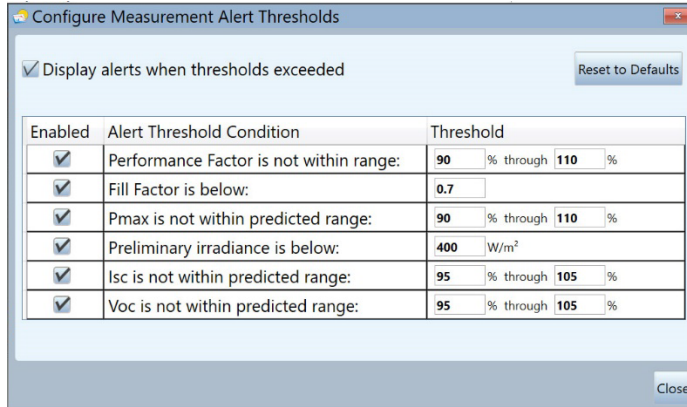 Configure Measurement Alert Thresholds
Display alerts when thresholds exceeded
Reset to Defaults
Enabled Alert Threshold Condition Threshold
Performance Factor is not within range: 90 % through 110 %
Fill Factor is below: 0.7
Pmax is not within predicted range: 90 % through 110 %
Preliminary irradiance is below: 400 W/m²
Isc is not within predicted range: 95 % through 105 %
Voc is not within predicted range: 95 % through 105 %
Close